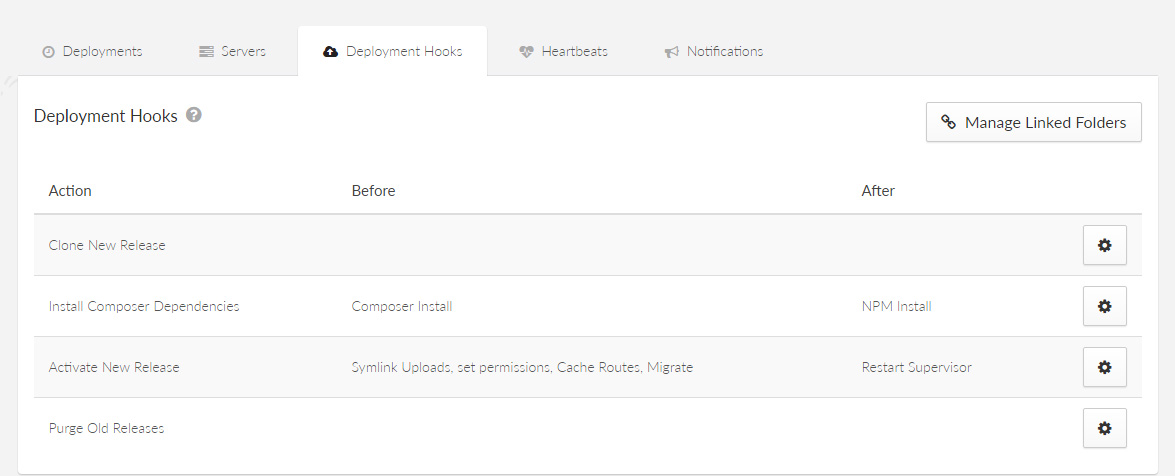 Deployments Servers Deployment Hooks Heartbeats Notifications
Deployment Hooks ?
Manage Linked Folders
Action Before After
Clone New Release
Install Composer Dependencies Composer Install NPM Install
Activate New Release Symlink Uploads, set permissions, Cache Routes, Migrate Restart Supervisor
Purge Old Releases